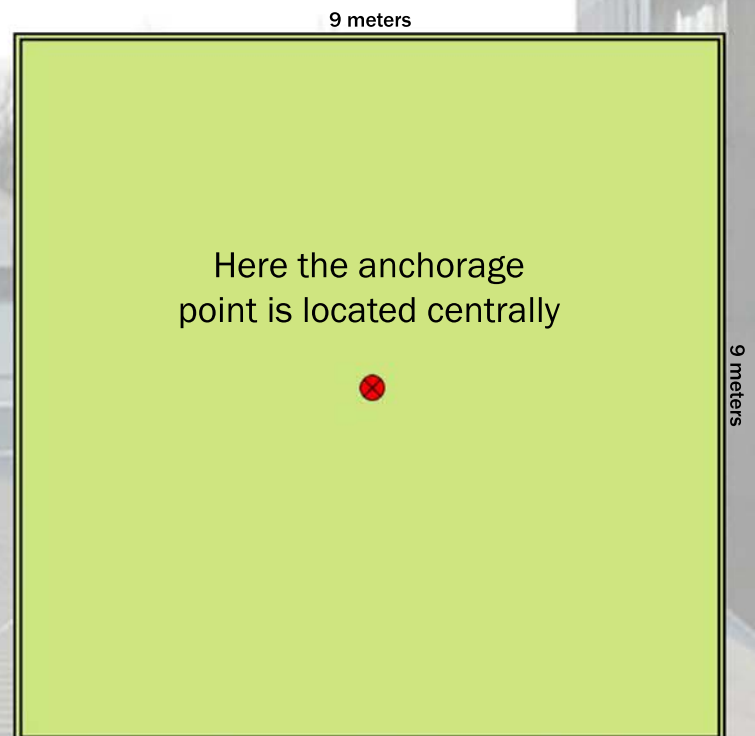 9 meters
Here the anchorage
point is located centrally
9 meters